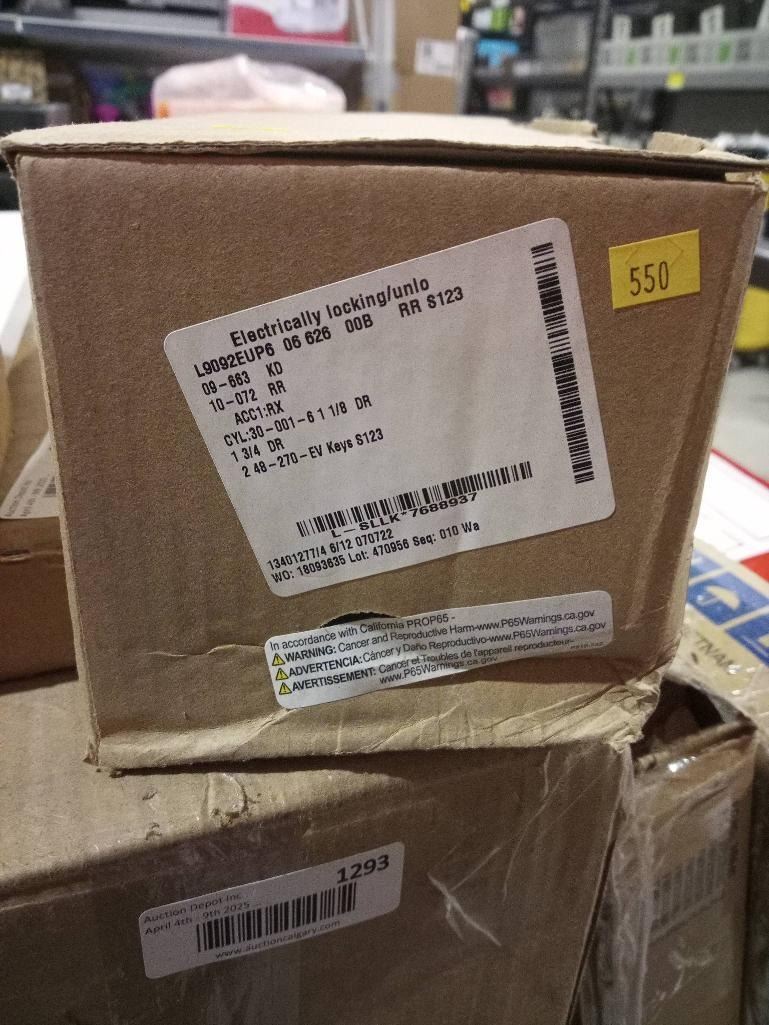 Electrically locking/unlo
L9092EUP6 06 626 00B RR S123
09-663 KD
10-072 RR
ACC1:RX
CYL:30-001-6 1 1/8 DR
1 3/4 DR
2 48-270-EV Keys S123
L-SLLK*7688937
13401277/4 6/12 070722
WO: 18093635 Lot: 470956 Seq: 010 Wa
550
In accordance with California PROP65 -
WARNING: Cancer and Reproductive Harm-www.P65Warnings.ca.gov
ADVERTENCIA: Cáncer y Daño Reproductivo-www.P65Warnings.ca.gov
AVERTISSEMENT: Cancer et Troubles de l'appareil reproducteur-
www.P65Warnings.ca.gov
1293
Auction Depot Inc
April 4th - 9th 2025
www.auctioncalgary.com